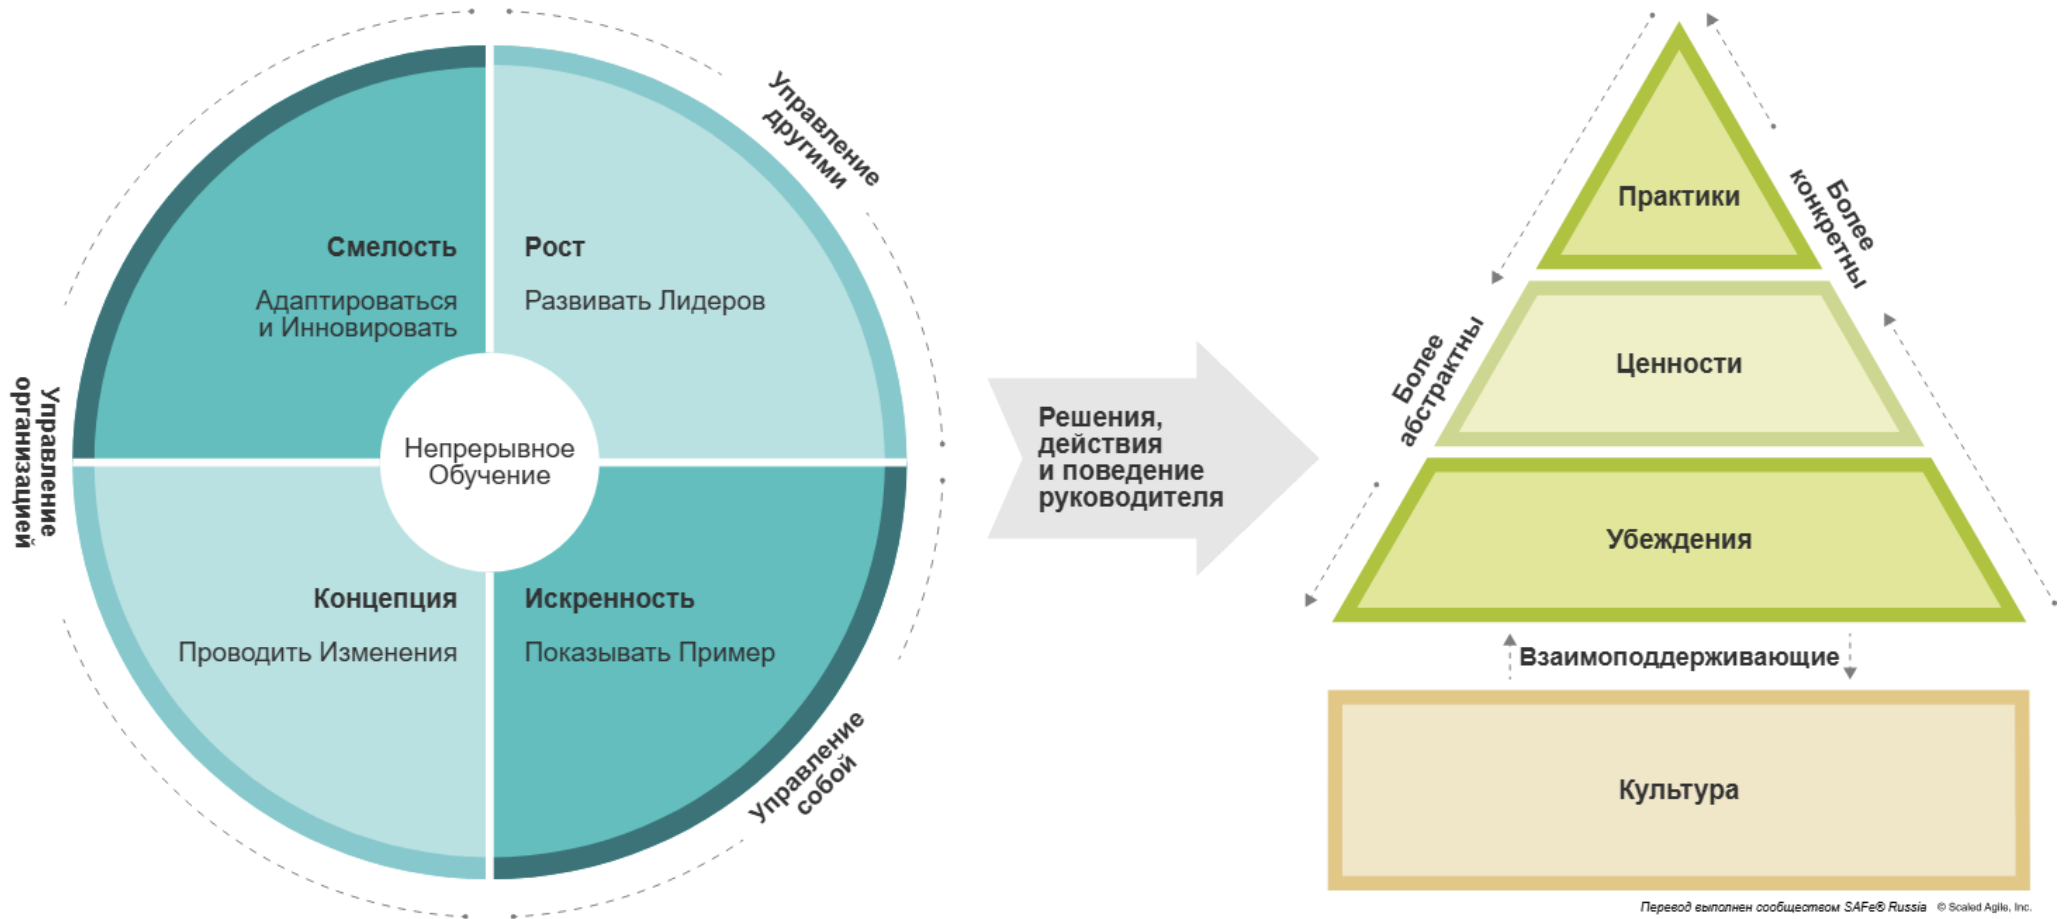 Управление
другими
Смелость
Адаптироваться
и Инновировать
Рост
Развивать Лидеров
Управление
организацией
Непрерывное
Обучение
Концепция
Проводить Изменения
Искренность
Показывать Пример
Управление
собой
Решения,
действия
и поведение
руководителя
Практики
Более
конкретны
Ценности
Более
абстрактны
Убеждения
Взаимоподдерживающие
Культура
Перевод выполнен сообществом SAFe® Russia © Scaled Agile, Inc.